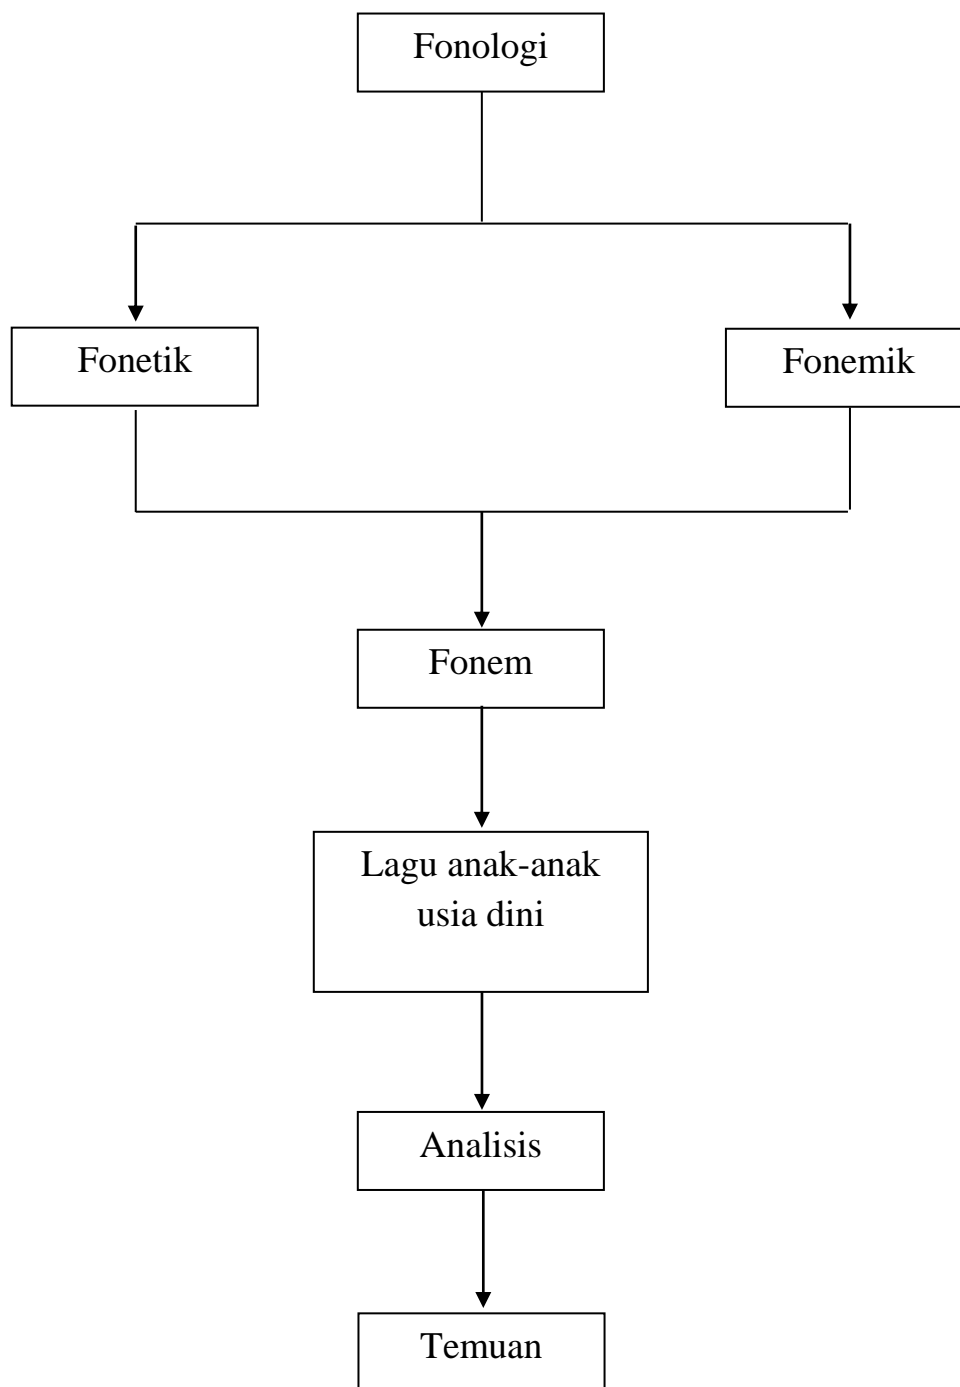 Fonologi
Fonetik
Fonemik
Fonem
Lagu anak-anak
usia dini
Analisis
Temuan